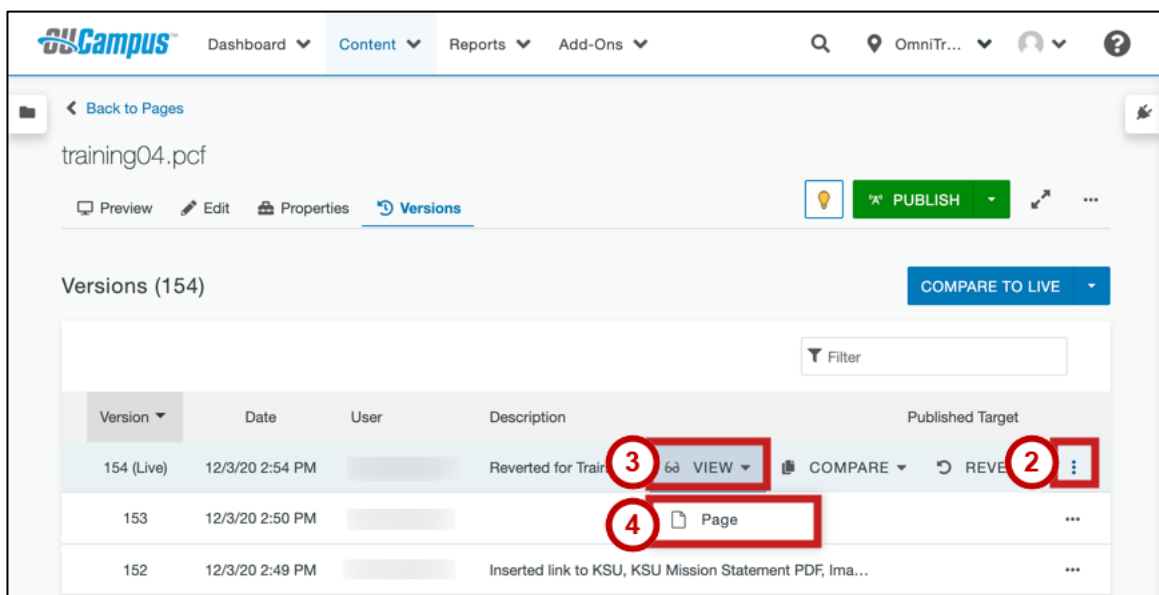 OU Campus™ Dashboard Content Reports Add-Ons OmniTr... ?
Back to Pages
training04.pcf
Preview Edit Properties Versions PUBLISH ...
Versions (154) COMPARE TO LIVE
Filter
Version Date User Description Published Target
154 (Live) 12/3/20 2:54 PM Reverted for Train 3 VIEW COMPARE REVE 2
153 12/3/20 2:50 PM 4 Page ...
152 12/3/20 2:49 PM Inserted link to KSU, KSU Mission Statement PDF, Ima... ...